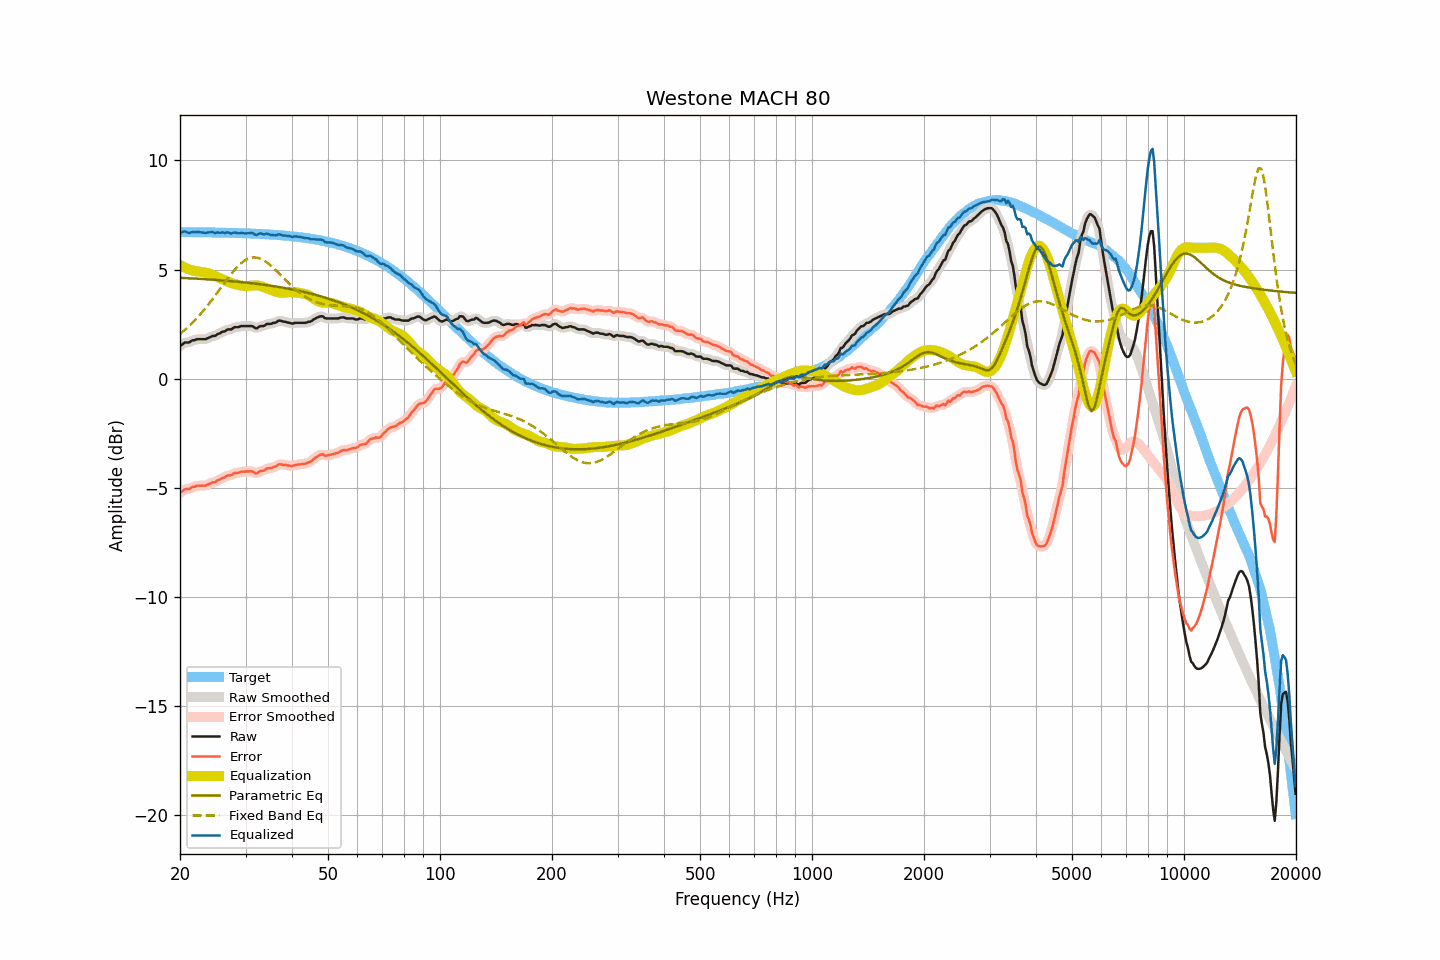 Westone MACH 80
Amplitude (dBr)
10
5
0
−5
−10
−15
−20
Target
Raw Smoothed
Error Smoothed
Raw
Error
Equalization
Parametric Eq
Fixed Band Eq
Equalized
20 50 100 200 500 1000 2000 5000 10000 20000
Frequency (Hz)